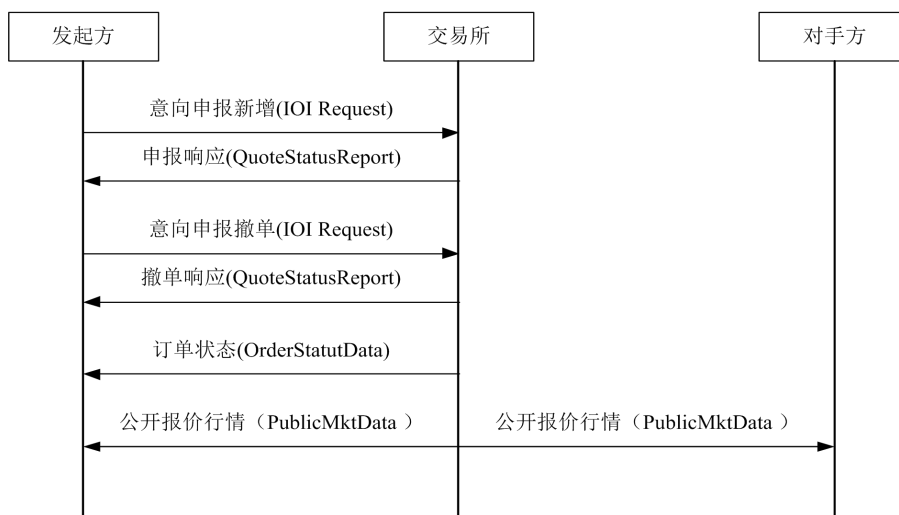 发起方
交易所
对手方
意向申报新增(IOI Request)
申报响应(QuoteStatusReport)
意向申报撤单(IOI Request)
撤单响应(QuoteStatusReport)
订单状态(OrderStatutData)
公开报价行情（PublicMktData ）
公开报价行情（PublicMktData ）